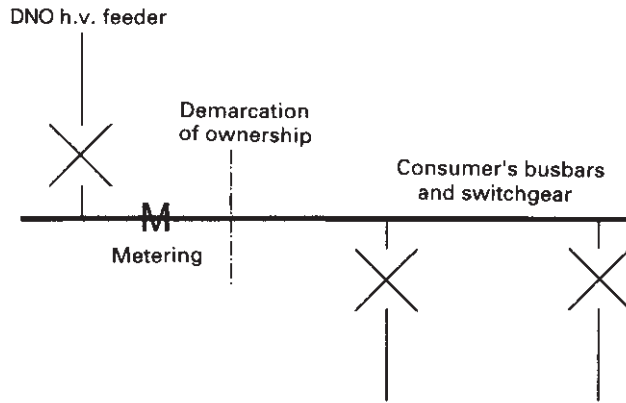 DNO h.v. feeder
Demarcation
of ownership
Consumer's busbars
and switchgear
M
Metering